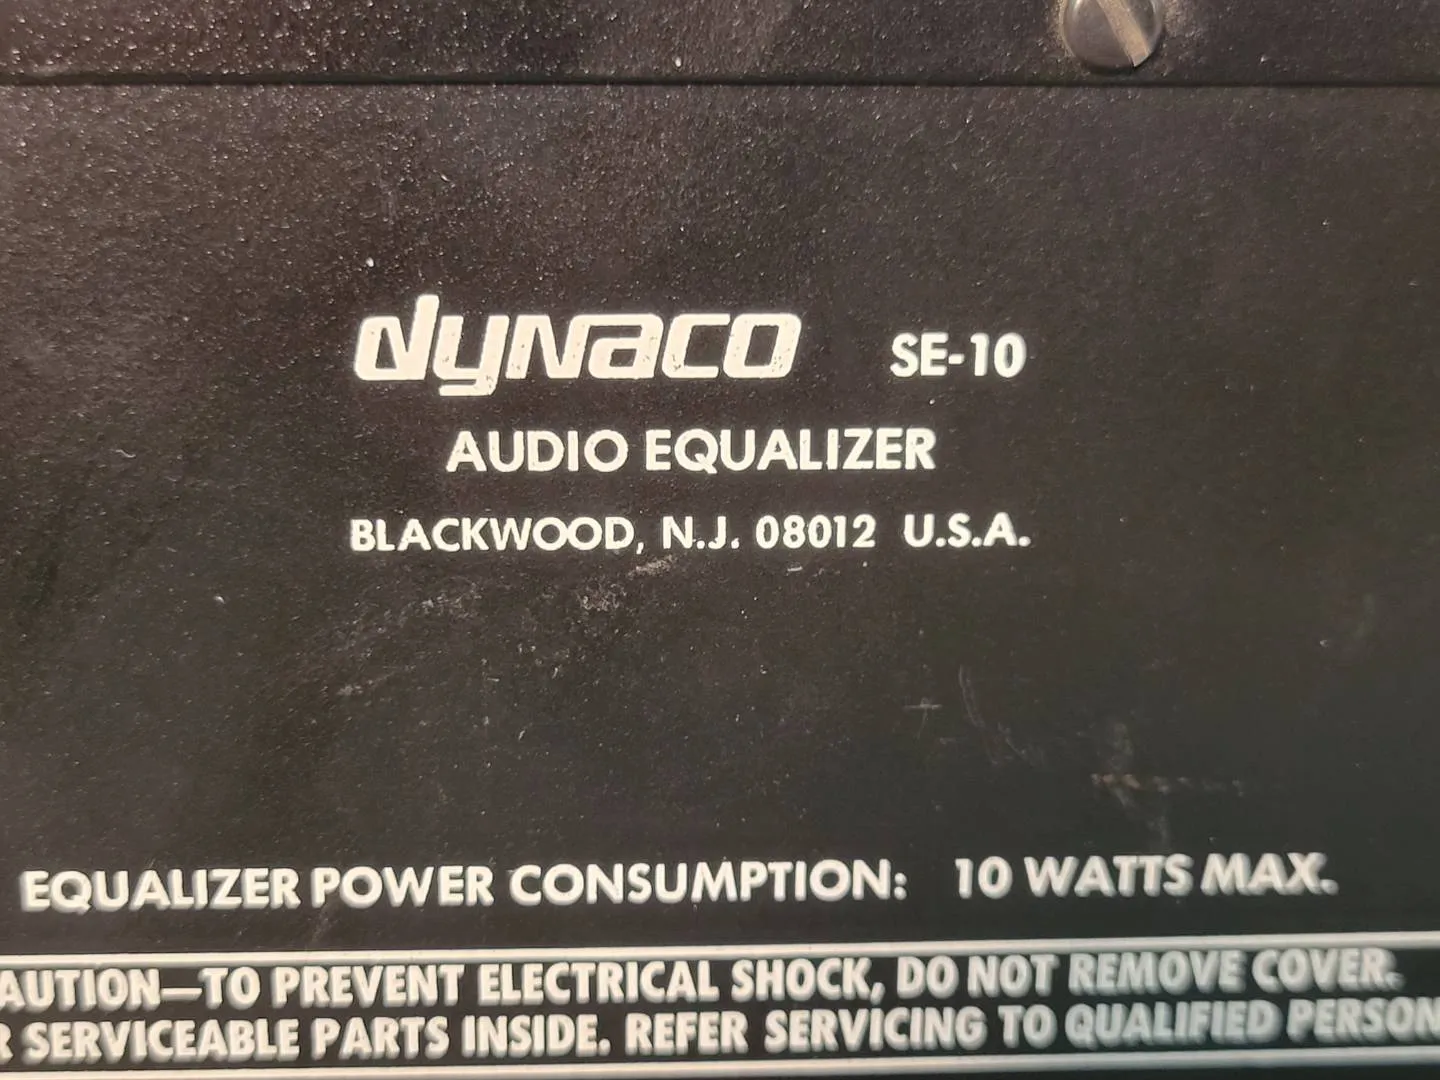 dynaco SE-10
AUDIO EQUALIZER
BLACKWOOD, N.J. 08012 U.S.A.
EQUALIZER POWER CONSUMPTION: 10 WATTS MAX.
AUTION—TO PREVENT ELECTRICAL SHOCK, DO NOT REMOVE COVER.
R SERVICEABLE PARTS INSIDE. REFER SERVICING TO QUALIFIED PERSON